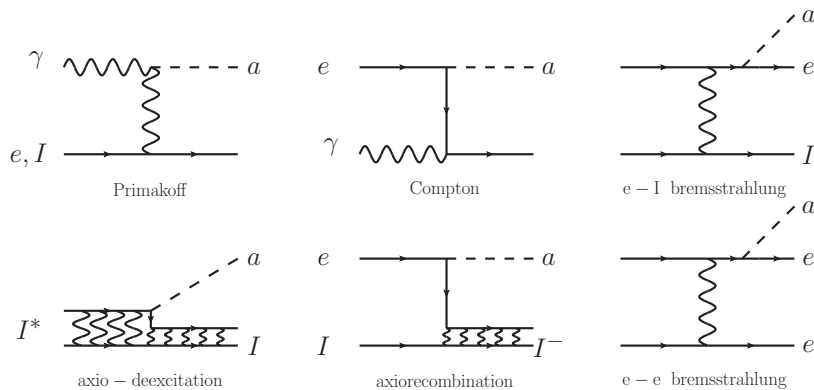 γ
a
e, I
Primakoff
e
a
γ
Compton
a
e
I
e − I bremsstrahlung
a
I*
I
axio − deexcitation
e
a
I
I⁻
axiorecombination
a
e
e
e − e bremsstrahlung